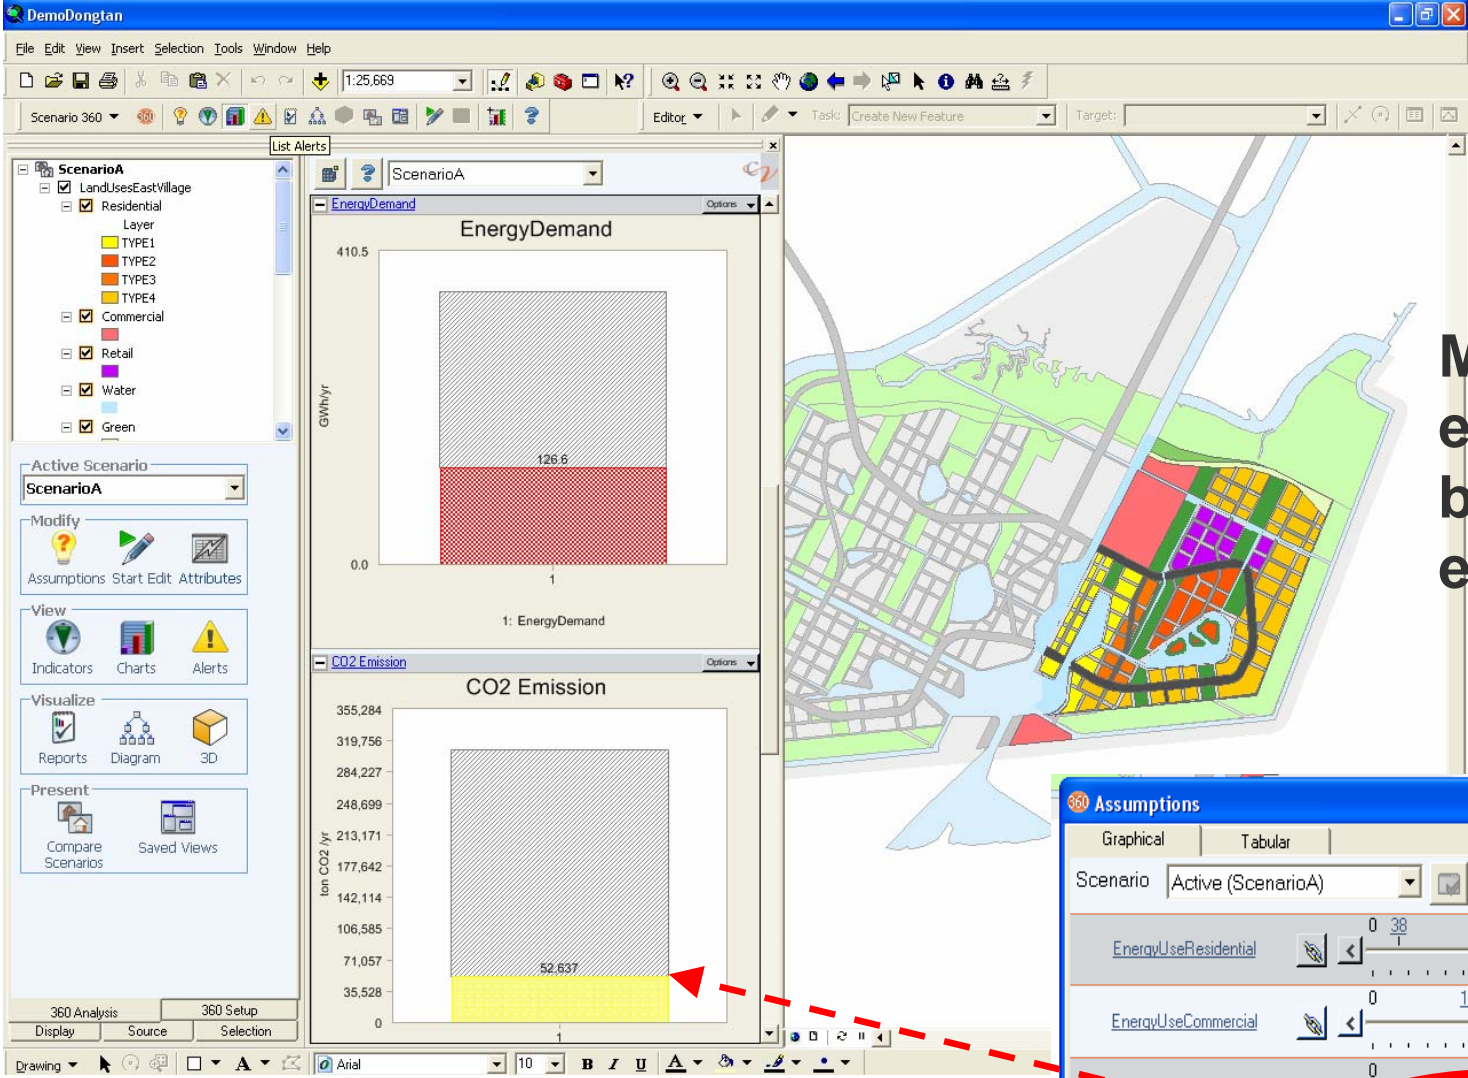 DemoDongtan
File Edit View Insert Selection Tools Window Help
1:25,669
Scenario 360
Editor
Task: Create New Feature
Target:
List Alerts
ScenarioA
LandUsesEastVillage
Residential
Layer
TYPE1
TYPE2
TYPE3
TYPE4
Commercial
Retail
Water
Green
Active Scenario
ScenarioA
Modify
Assumptions Start Edit Attributes
View
Indicators Charts Alerts
Visualize
Reports Diagram 3D
Present
Compare Scenarios
Saved Views
360 Analysis 360 Setup
Display Source Selection
Drawing
Arial 10 B I U A
ScenarioA
EnergyDemand Options
EnergyDemand
410.5
GWh/yr
126.6
0.0
1
1: EnergyDemand
CO2 Emission Options
CO2 Emission
355,284
319,756
284,227
248,699
213,171
177,642
142,114
106,585
71,057
35,528
0
ton CO2 /yr
52,637
1
M
e
b
e
360 Assumptions
Graphical Tabular
Scenario Active (ScenarioA)
0 38
EnergyUseResidential
0 1
EnergyUseCommercial
0